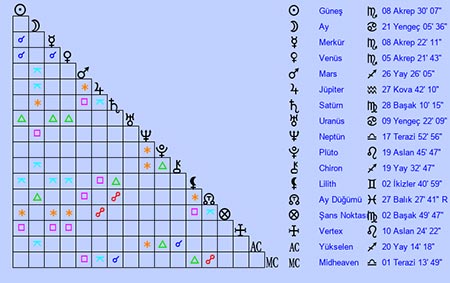 ☉ Güneş ♏ 08 Akrep 30' 07"
☽ Ay ♋ 21 Yengeç 05' 36"
☿ Merkür ♏ 08 Akrep 22' 11"
♀ Venüs ♏ 05 Akrep 21' 43"
♂ Mars ♐ 26 Yay 26' 05"
♃ Jüpiter ♒ 27 Kova 42' 10"
♄ Satürn ♍ 28 Başak 10' 15"
♅ Uranüs ♋ 09 Yengeç 22' 09"
♆ Neptün ♎ 17 Terazi 52' 56"
Plüto ♌ 19 Aslan 45' 47"
Chiron ♐ 19 Yay 32' 47"
Lilith ♊ 02 İkizler 40' 59"
☊ Ay Düğümü ♓ 27 Balık 27' 41" R
⊗ Şans Noktası ♍ 02 Başak 49' 47"
Vertex ♌ 10 Aslan 24' 22"
AC AC Yükselen ♐ 20 Yay 14' 18"
MC MC Midheaven ♎ 01 Terazi 13' 49"